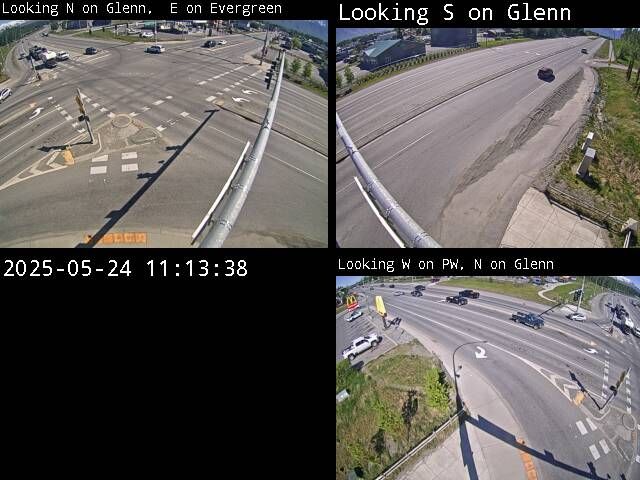 Looking N on Glenn, E on Evergreen
Looking S on Glenn
2025-05-24 11:13:38
Looking W on PW, N on Glenn